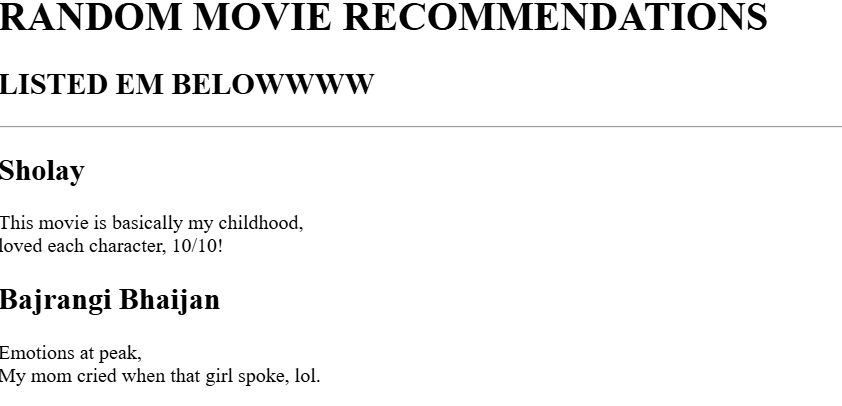 RANDOM MOVIE RECOMMENDATIONS
LISTED EM BELOWWWW
Sholay
This movie is basically my childhood,
loved each character, 10/10!
Bajrangi Bhaijan
Emotions at peak,
My mom cried when that girl spoke, lol.